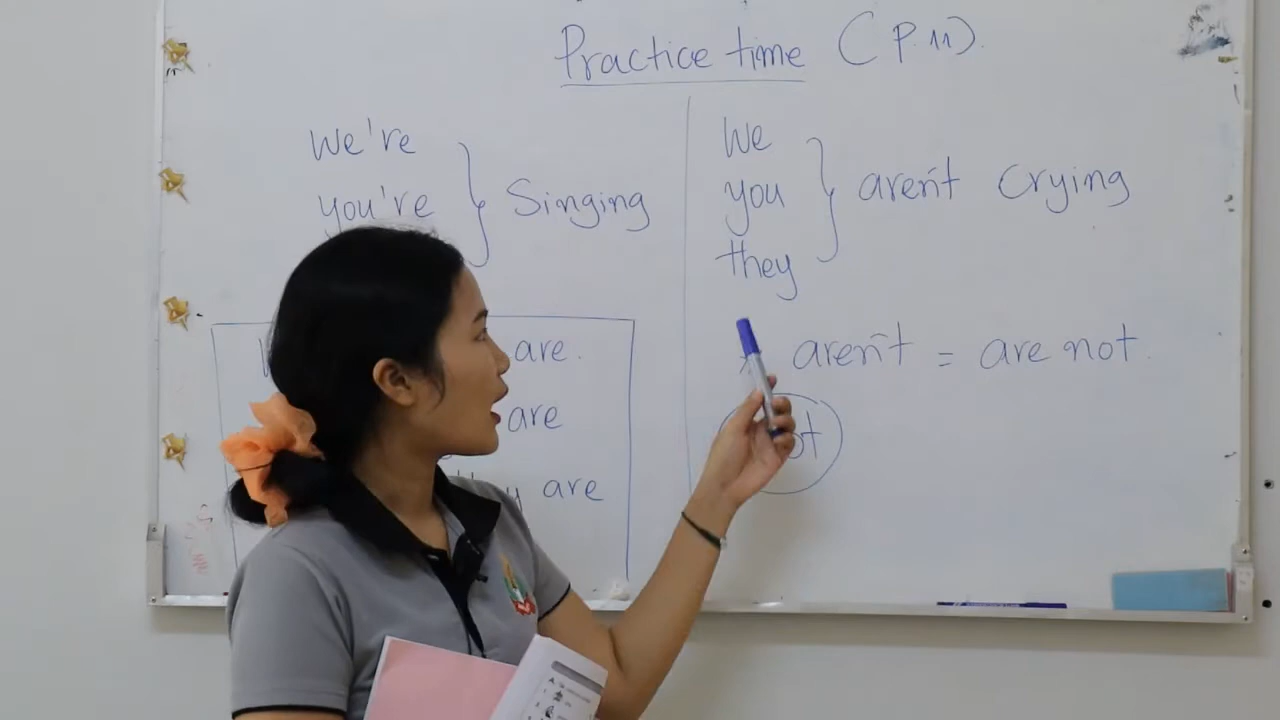 Practice time (P.11).
we're
you're
} Singing
are.
are
they are
we
you
they
} aren't Crying
* aren't = are not.